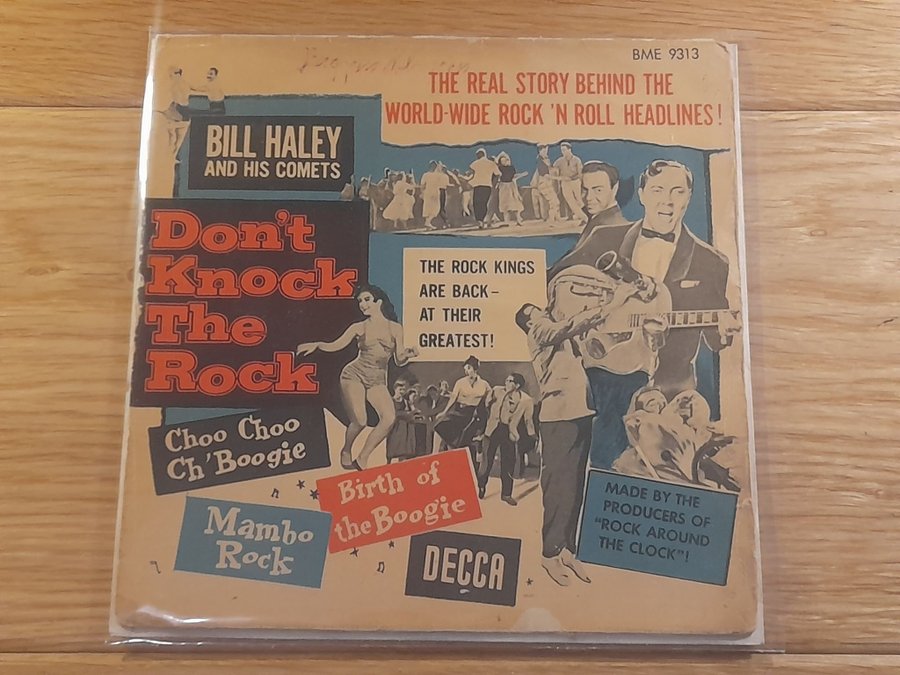 BME 9313
THE REAL STORY BEHIND THE
WORLD-WIDE ROCK 'N ROLL HEADLINES!
BILL HALEY
AND HIS COMETS
Don't
Knock
The
Rock
THE ROCK KINGS
ARE BACK-
AT THEIR
GREATEST!
Choo Choo
Ch'Boogie
Birth of
the Boogie
Mambo
Rock
DECCA
MADE BY THE
PRODUCERS OF
"ROCK AROUND
THE CLOCK"!